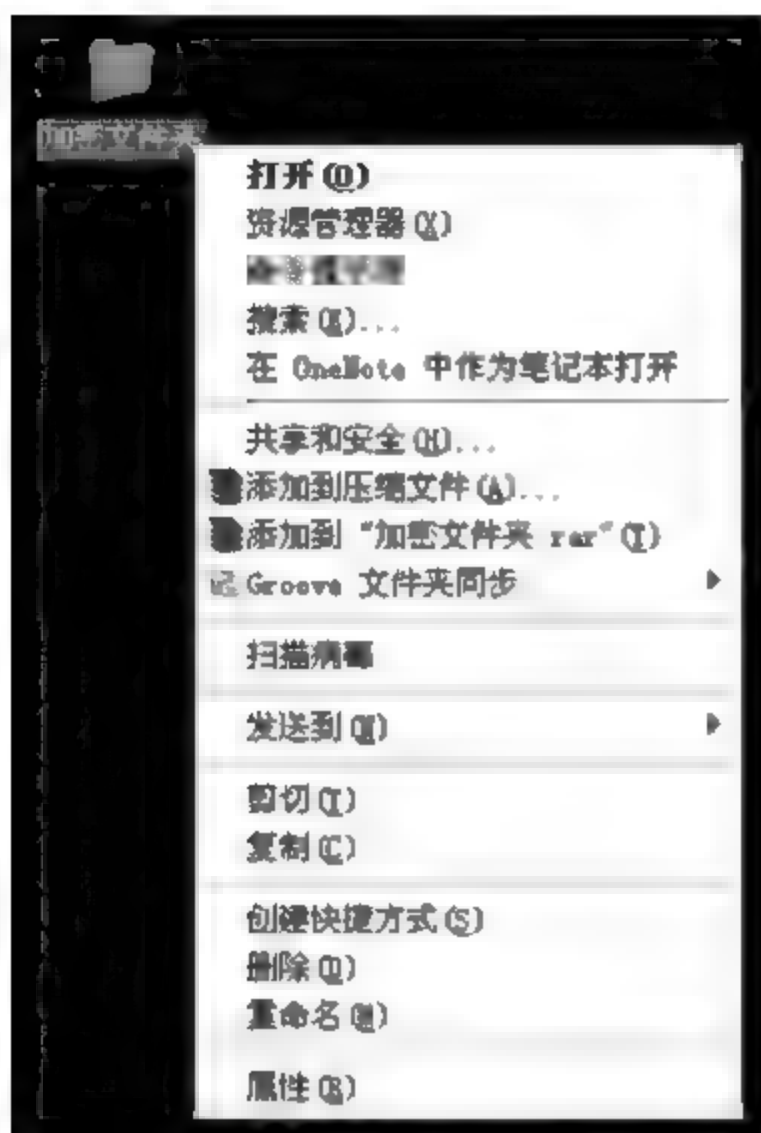 加密文件夹
打开(O)
资源管理器(X)
搜索(E)...
在 OneNote 中作为笔记本打开
共享和安全(H)...
添加到压缩文件(A)...
添加到 "加密文件夹 rar"(T)
Groove 文件夹同步
扫描病毒
发送到(N)
剪切(T)
复制(C)
创建快捷方式(S)
删除(D)
重命名(M)
属性(R)